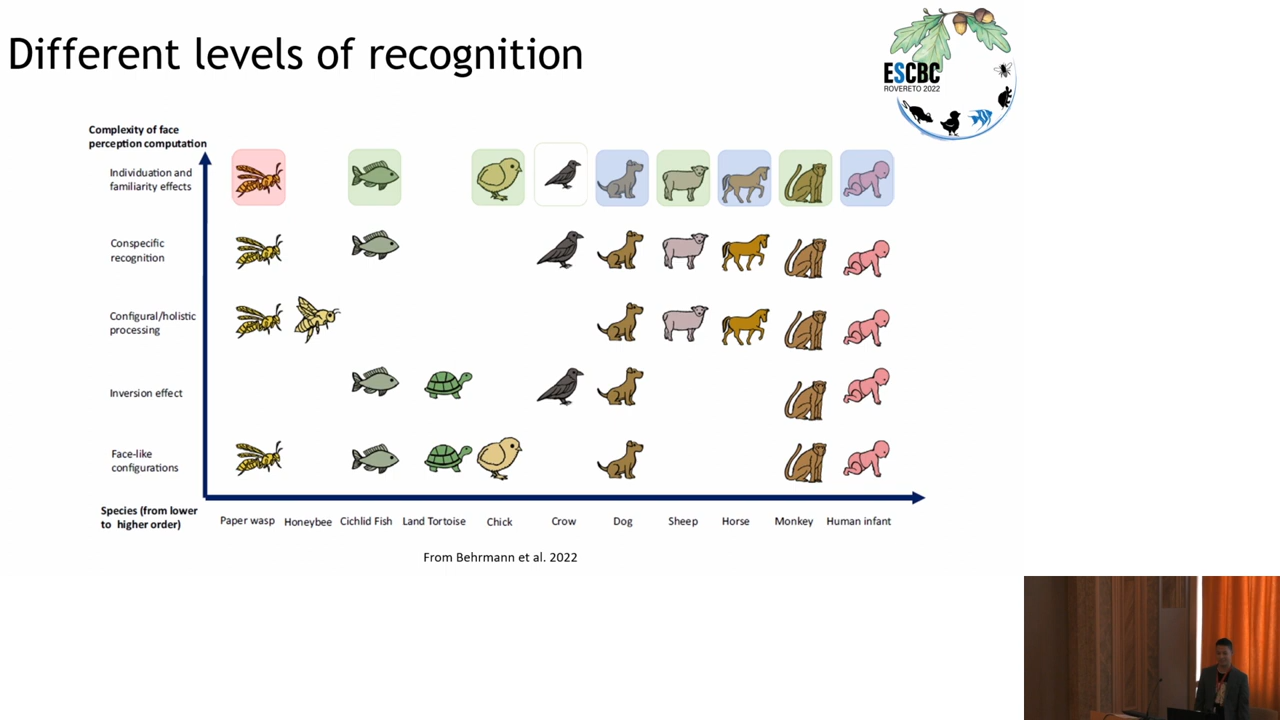 Different levels of recognition
ESCBC
ROVERETO 2022
Complexity of face
perception computation
Individuation and
familiarity effects
Conspecific
recognition
Configural/holistic
processing
Inversion effect
Face-like
configurations
Species (from lower
to higher order)
Paper wasp
Honeybee
Cichlid Fish
Land Tortoise
Chick
Crow
Dog
Sheep
Horse
Monkey
Human infant
From Behrmann et al. 2022